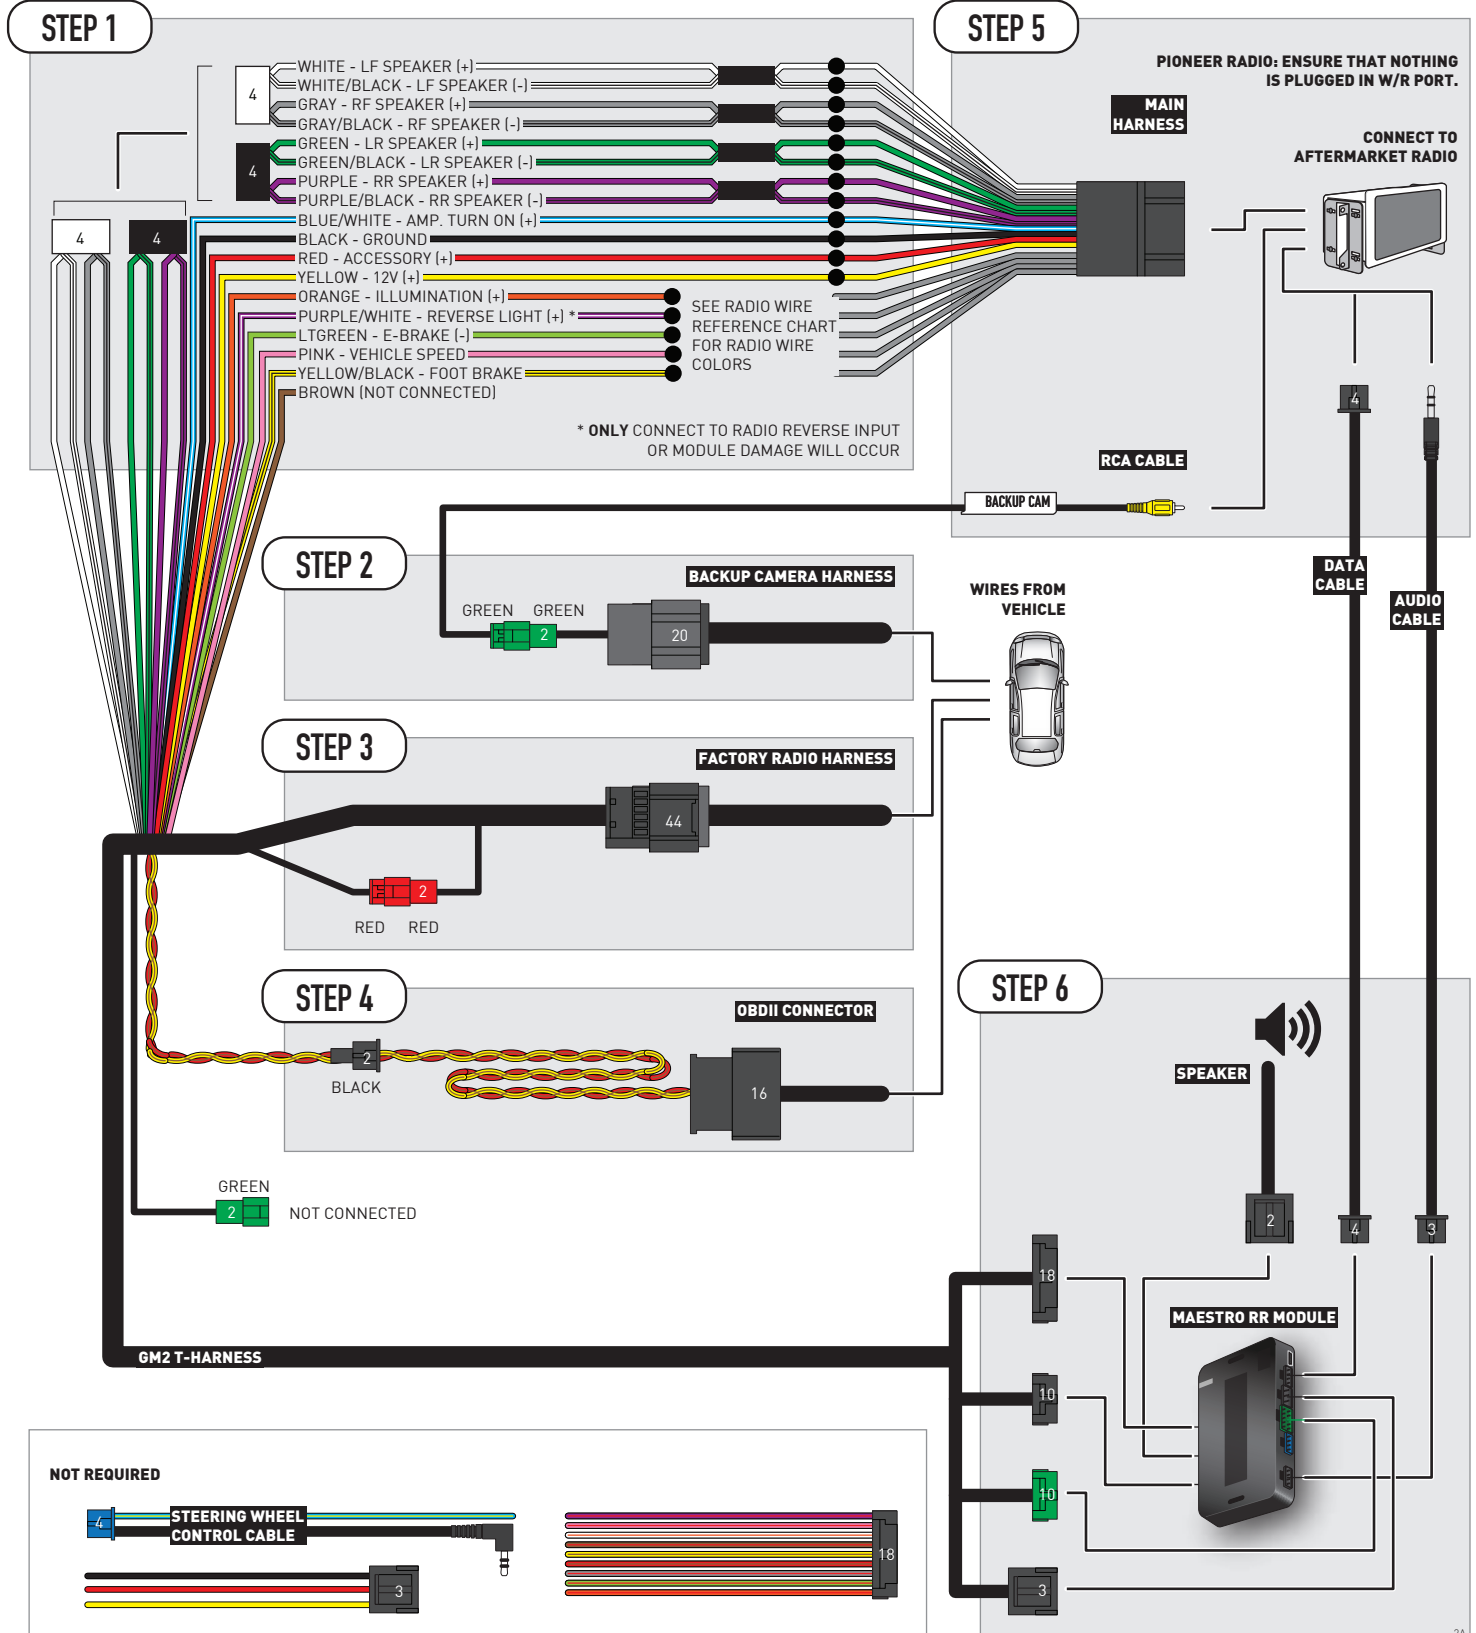 STEP 1
4
WHITE - LF SPEAKER (+)
WHITE/BLACK - LF SPEAKER (-)
GRAY - RF SPEAKER (+)
GRAY/BLACK - RF SPEAKER (-)
4
GREEN - LR SPEAKER (+)
GREEN/BLACK - LR SPEAKER (-)
PURPLE - RR SPEAKER (+)
PURPLE/BLACK - RR SPEAKER (-)
4
4
BLUE/WHITE - AMP. TURN ON (+)
BLACK - GROUND
RED - ACCESSORY (+)
YELLOW - 12V (+)
ORANGE - ILLUMINATION (+)
PURPLE/WHITE - REVERSE LIGHT (+) *
LTGREEN - E-BRAKE (-)
PINK - VEHICLE SPEED
YELLOW/BLACK - FOOT BRAKE
BROWN (NOT CONNECTED)
SEE RADIO WIRE
REFERENCE CHART
FOR RADIO WIRE
COLORS
* ONLY CONNECT TO RADIO REVERSE INPUT
OR MODULE DAMAGE WILL OCCUR
STEP 5
PIONEER RADIO: ENSURE THAT NOTHING
IS PLUGGED IN W/R PORT.
MAIN
HARNESS
CONNECT TO
AFTERMARKET RADIO
4
RCA CABLE
BACKUP CAM
DATA
CABLE
AUDIO
CABLE
STEP 2
BACKUP CAMERA HARNESS
GREEN
GREEN
2
20
WIRES FROM
VEHICLE
STEP 3
FACTORY RADIO HARNESS
44
2
RED
RED
STEP 4
OBDII CONNECTOR
2
BLACK
16
GREEN
2
NOT CONNECTED
GM2 T-HARNESS
STEP 6
SPEAKER
2
4
3
18
10
10
3
MAESTRO RR MODULE
NOT REQUIRED
4
STEERING WHEEL
CONTROL CABLE
3
18